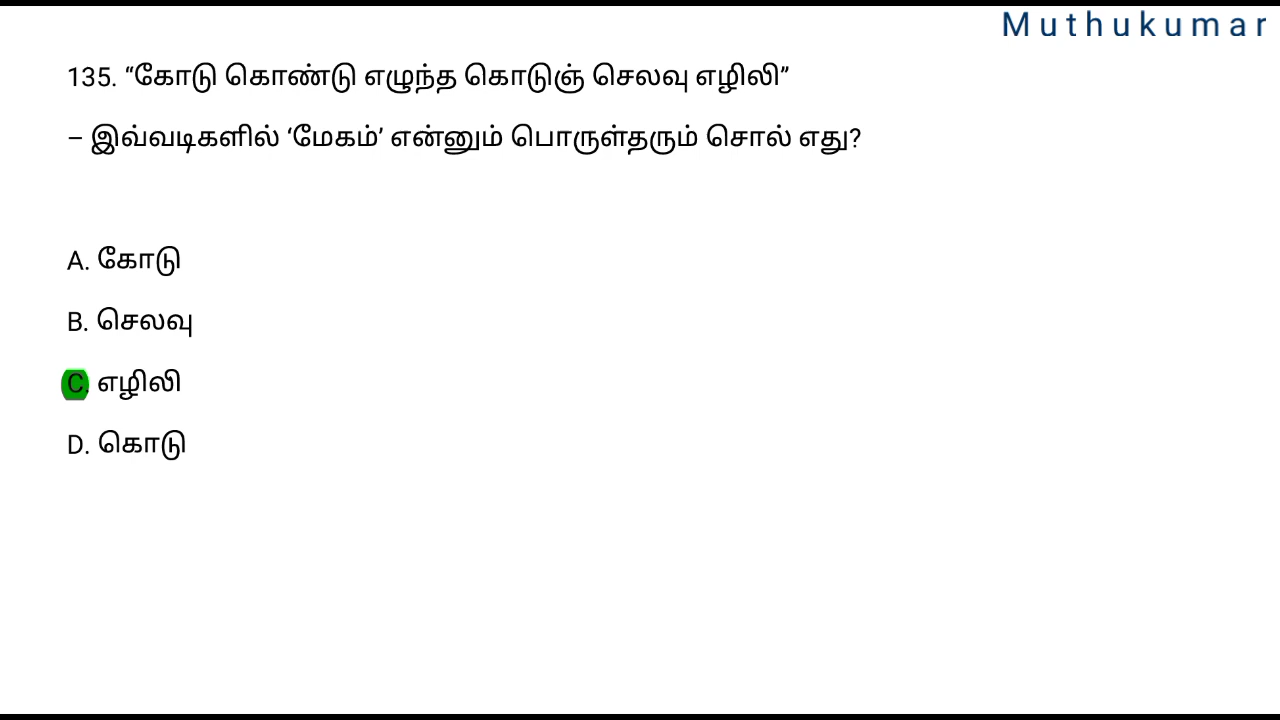 Muthukumar
135. “கோடு கொண்டு எழுந்த கொடுஞ் செலவு எழிலி”
– இவ்வடிகளில் ‘மேகம்’ என்னும் பொருள்தரும் சொல் எது?
A. கோடு
B. செலவு
C. எழிலி
D. கொடு